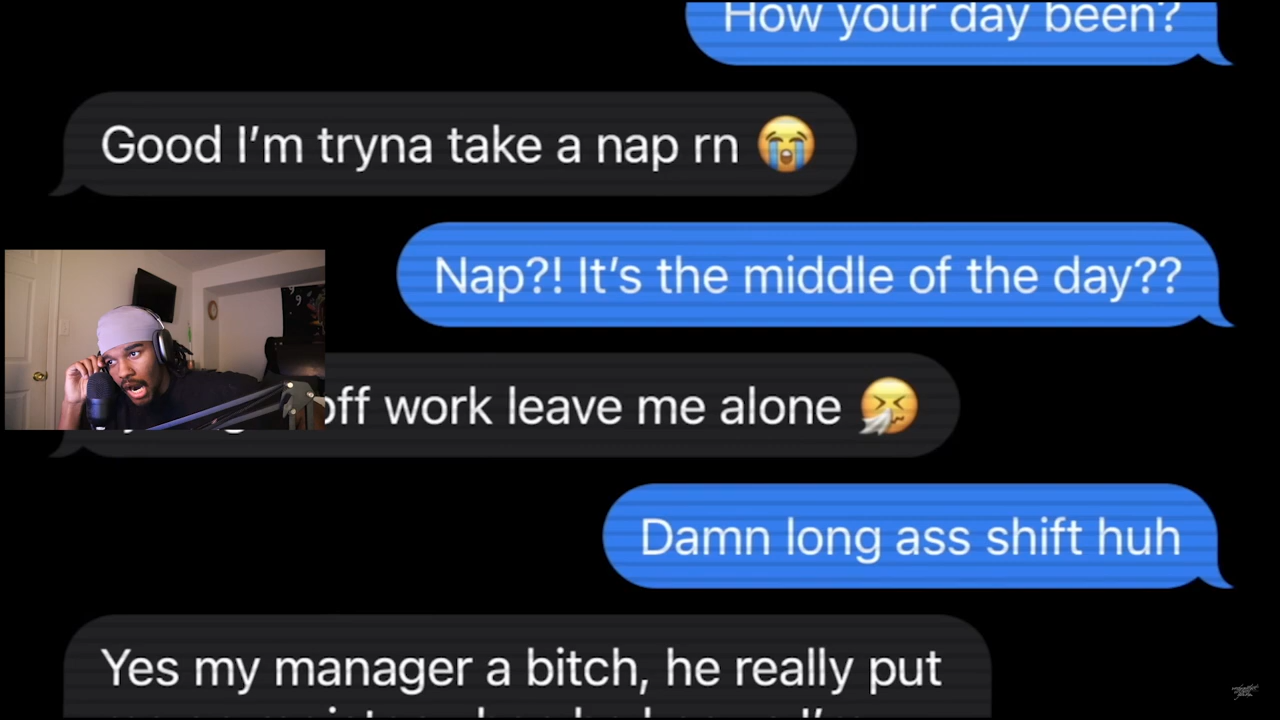 How your day been?
Good I'm tryna take a nap rn 😭
Nap?! It's the middle of the day??
off work leave me alone 🤧
Damn long ass shift huh
Yes my manager a bitch, he really put